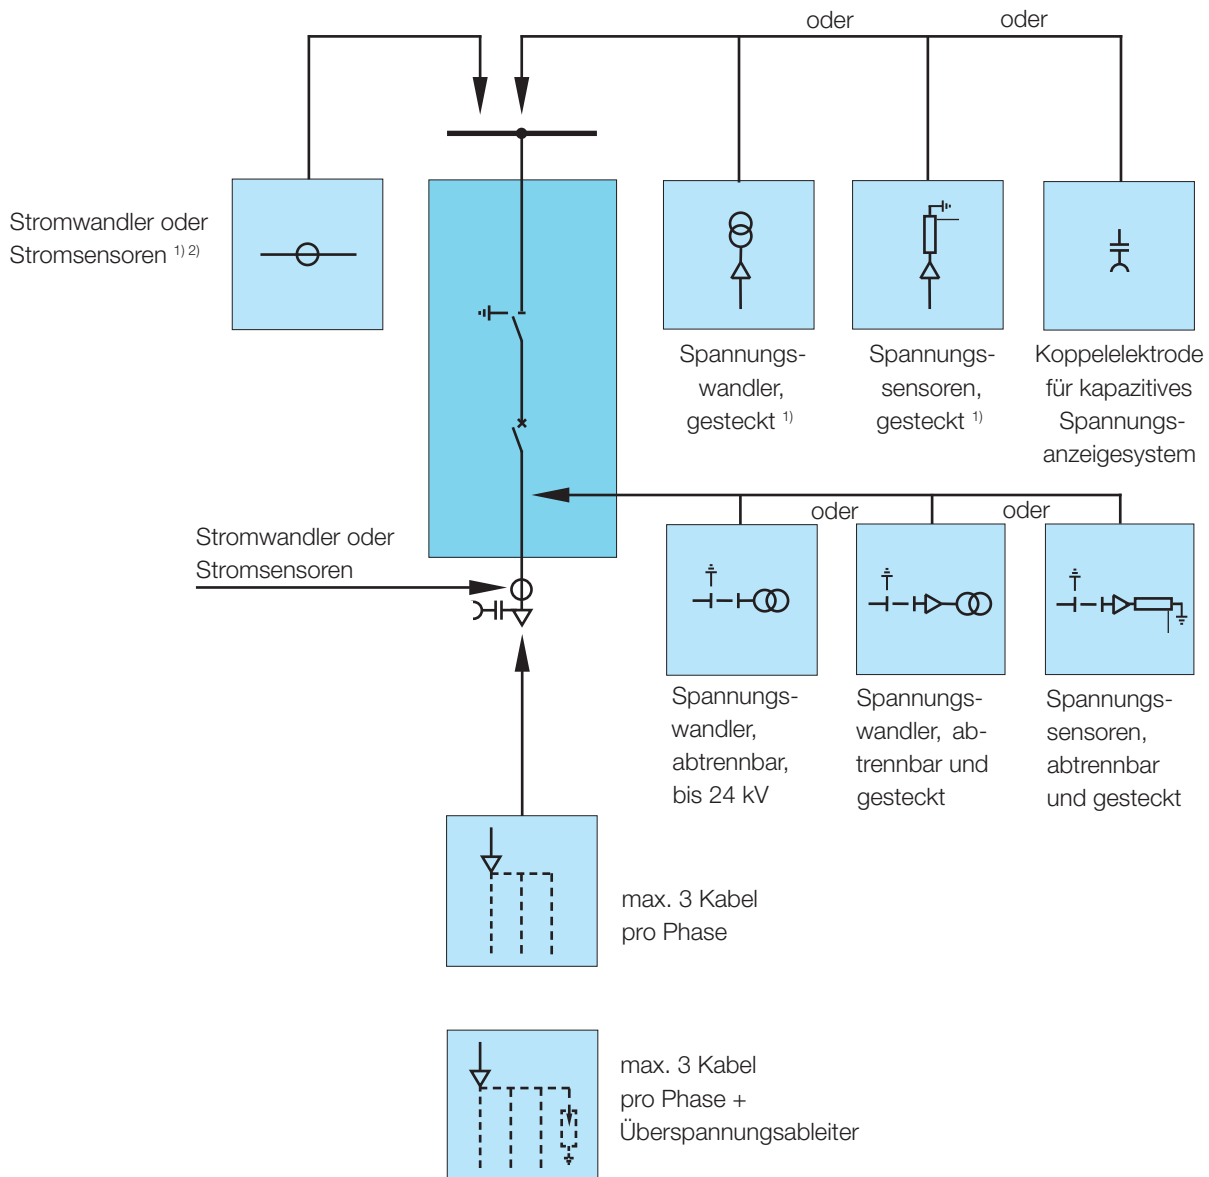 oder
oder
Stromwandler oder
Stromsensoren 1) 2)
Spannungs-
wandler,
gesteckt 1)
Spannungs-
sensoren,
gesteckt 1)
Koppelelektrode
für kapazitives
Spannungs-
anzeigesystem
oder
oder
Stromwandler oder
Stromsensoren
Spannungs-
wandler,
abtrennbar,
bis 24 kV
Spannungs-
wandler, ab-
trennbar und
gesteckt
Spannungs-
sensoren,
abtrennbar
und gesteckt
max. 3 Kabel
pro Phase
max. 3 Kabel
pro Phase +
Überspannungsableiter